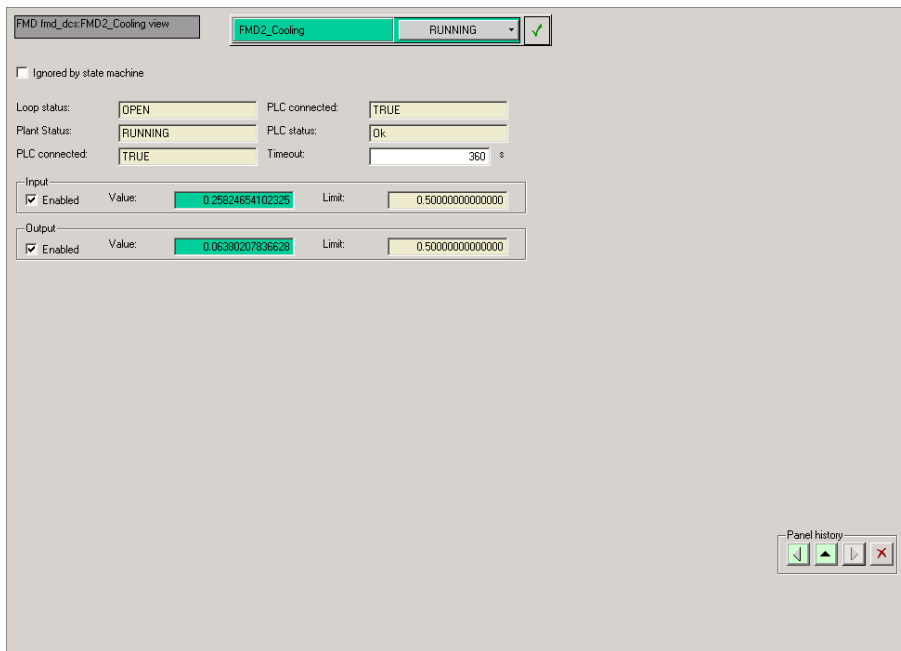 FMD fmd_dcs:FMD2_Cooling view
FMD2_Cooling RUNNING
Ignored by state machine
Loop status: OPEN PLC connected: TRUE
Plant Status: RUNNING PLC status: Ok
PLC connected: TRUE Timeout: 360 s
Input
Enabled Value: 0.25824654102325 Limit: 0.50000000000000
Output
Enabled Value: 0.06380207836628 Limit: 0.50000000000000
Panel history